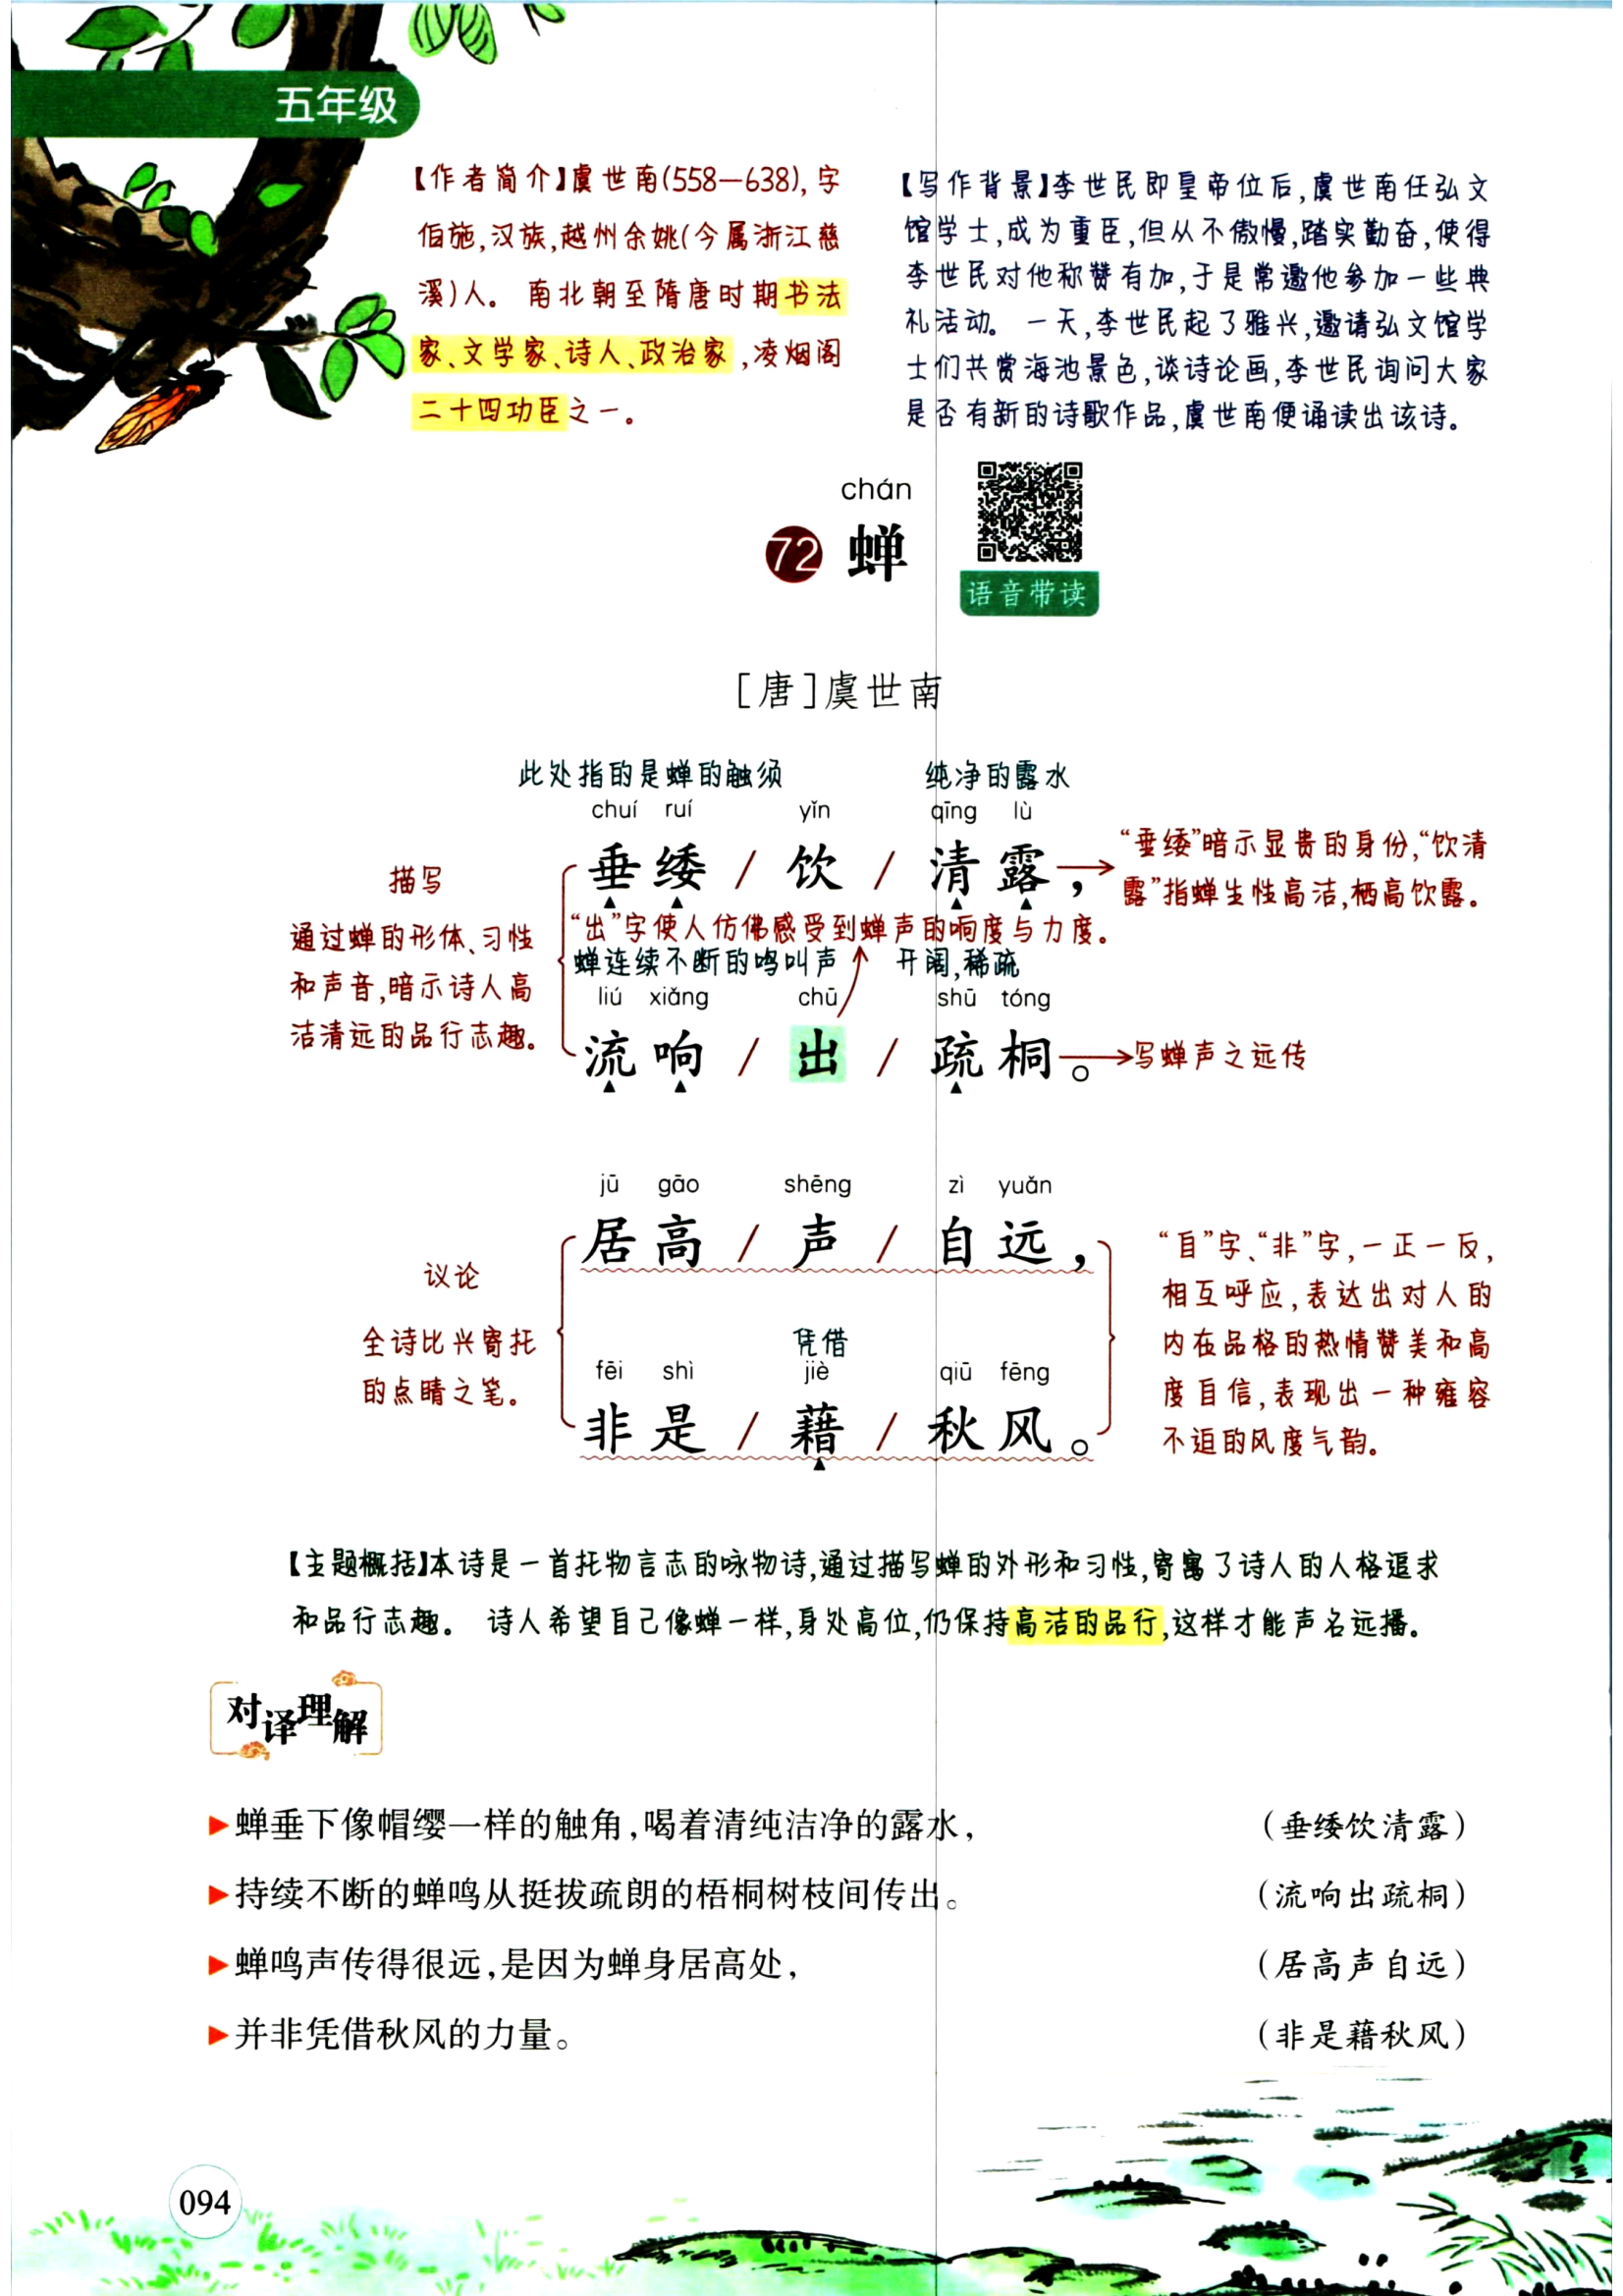 五年级
【作者简介】虞世南(558—638),字
伯施,汉族,越州余姚(今属浙江慈
溪)人。 南北朝至隋唐时期书法
家、文学家、诗人、政治家,凌烟阁
二十四功臣之一。
【写作背景】李世民即皇帝位后,虞世南任弘文
馆学士,成为重臣,但从不傲慢,踏实勤奋,使得
李世民对他称赞有加,于是常邀他参加一些典
礼活动。 一天,李世民起了雅兴,邀请弘文馆学
士们共赏海池景色,谈诗论画,李世民询问大家
是否有新的诗歌作品,虞世南便诵读出该诗。
chán
72 蝉
语音带读
[唐]虞世南
此处指的是蝉的触须 纯净的露水
chuí ruí yǐn qīng lù
垂緌 / 饮 / 清露,
“垂緌”暗示显贵的身份,“饮清
露”指蝉生性高洁,栖高饮露。
描写
通过蝉的形体、习性
和声音,暗示诗人高
洁清远的品行志趣。
“出”字使人仿佛感受到蝉声的响度与力度。
蝉连续不断的鸣叫声 开阔,稀疏
liú xiǎng chū shū tóng
流响 / 出 / 疏桐。
写蝉声之远传
jū gāo shēng zì yuǎn
居高 / 声 / 自远,
议论
全诗比兴寄托
的点睛之笔。
凭借
fēi shì jiè qiū fēng
非是 / 藉 / 秋风。
“自”字、“非”字,一正一反,
相互呼应,表达出对人的
内在品格的热情赞美和高
度自信,表现出一种雍容
不迫的风度气韵。
【主题概括】本诗是一首托物言志的咏物诗,通过描写蝉的外形和习性,寄寓了诗人的人格追求
和品行志趣。 诗人希望自己像蝉一样,身处高位,仍保持高洁的品行,这样才能声名远播。
对译理解
▶蝉垂下像帽缨一样的触角,喝着清纯洁净的露水, (垂緌饮清露)
▶持续不断的蝉鸣从挺拔疏朗的梧桐树枝间传出。 (流响出疏桐)
▶蝉鸣声传得很远,是因为蝉身居高处, (居高声自远)
▶并非凭借秋风的力量。 (非是藉秋风)
094